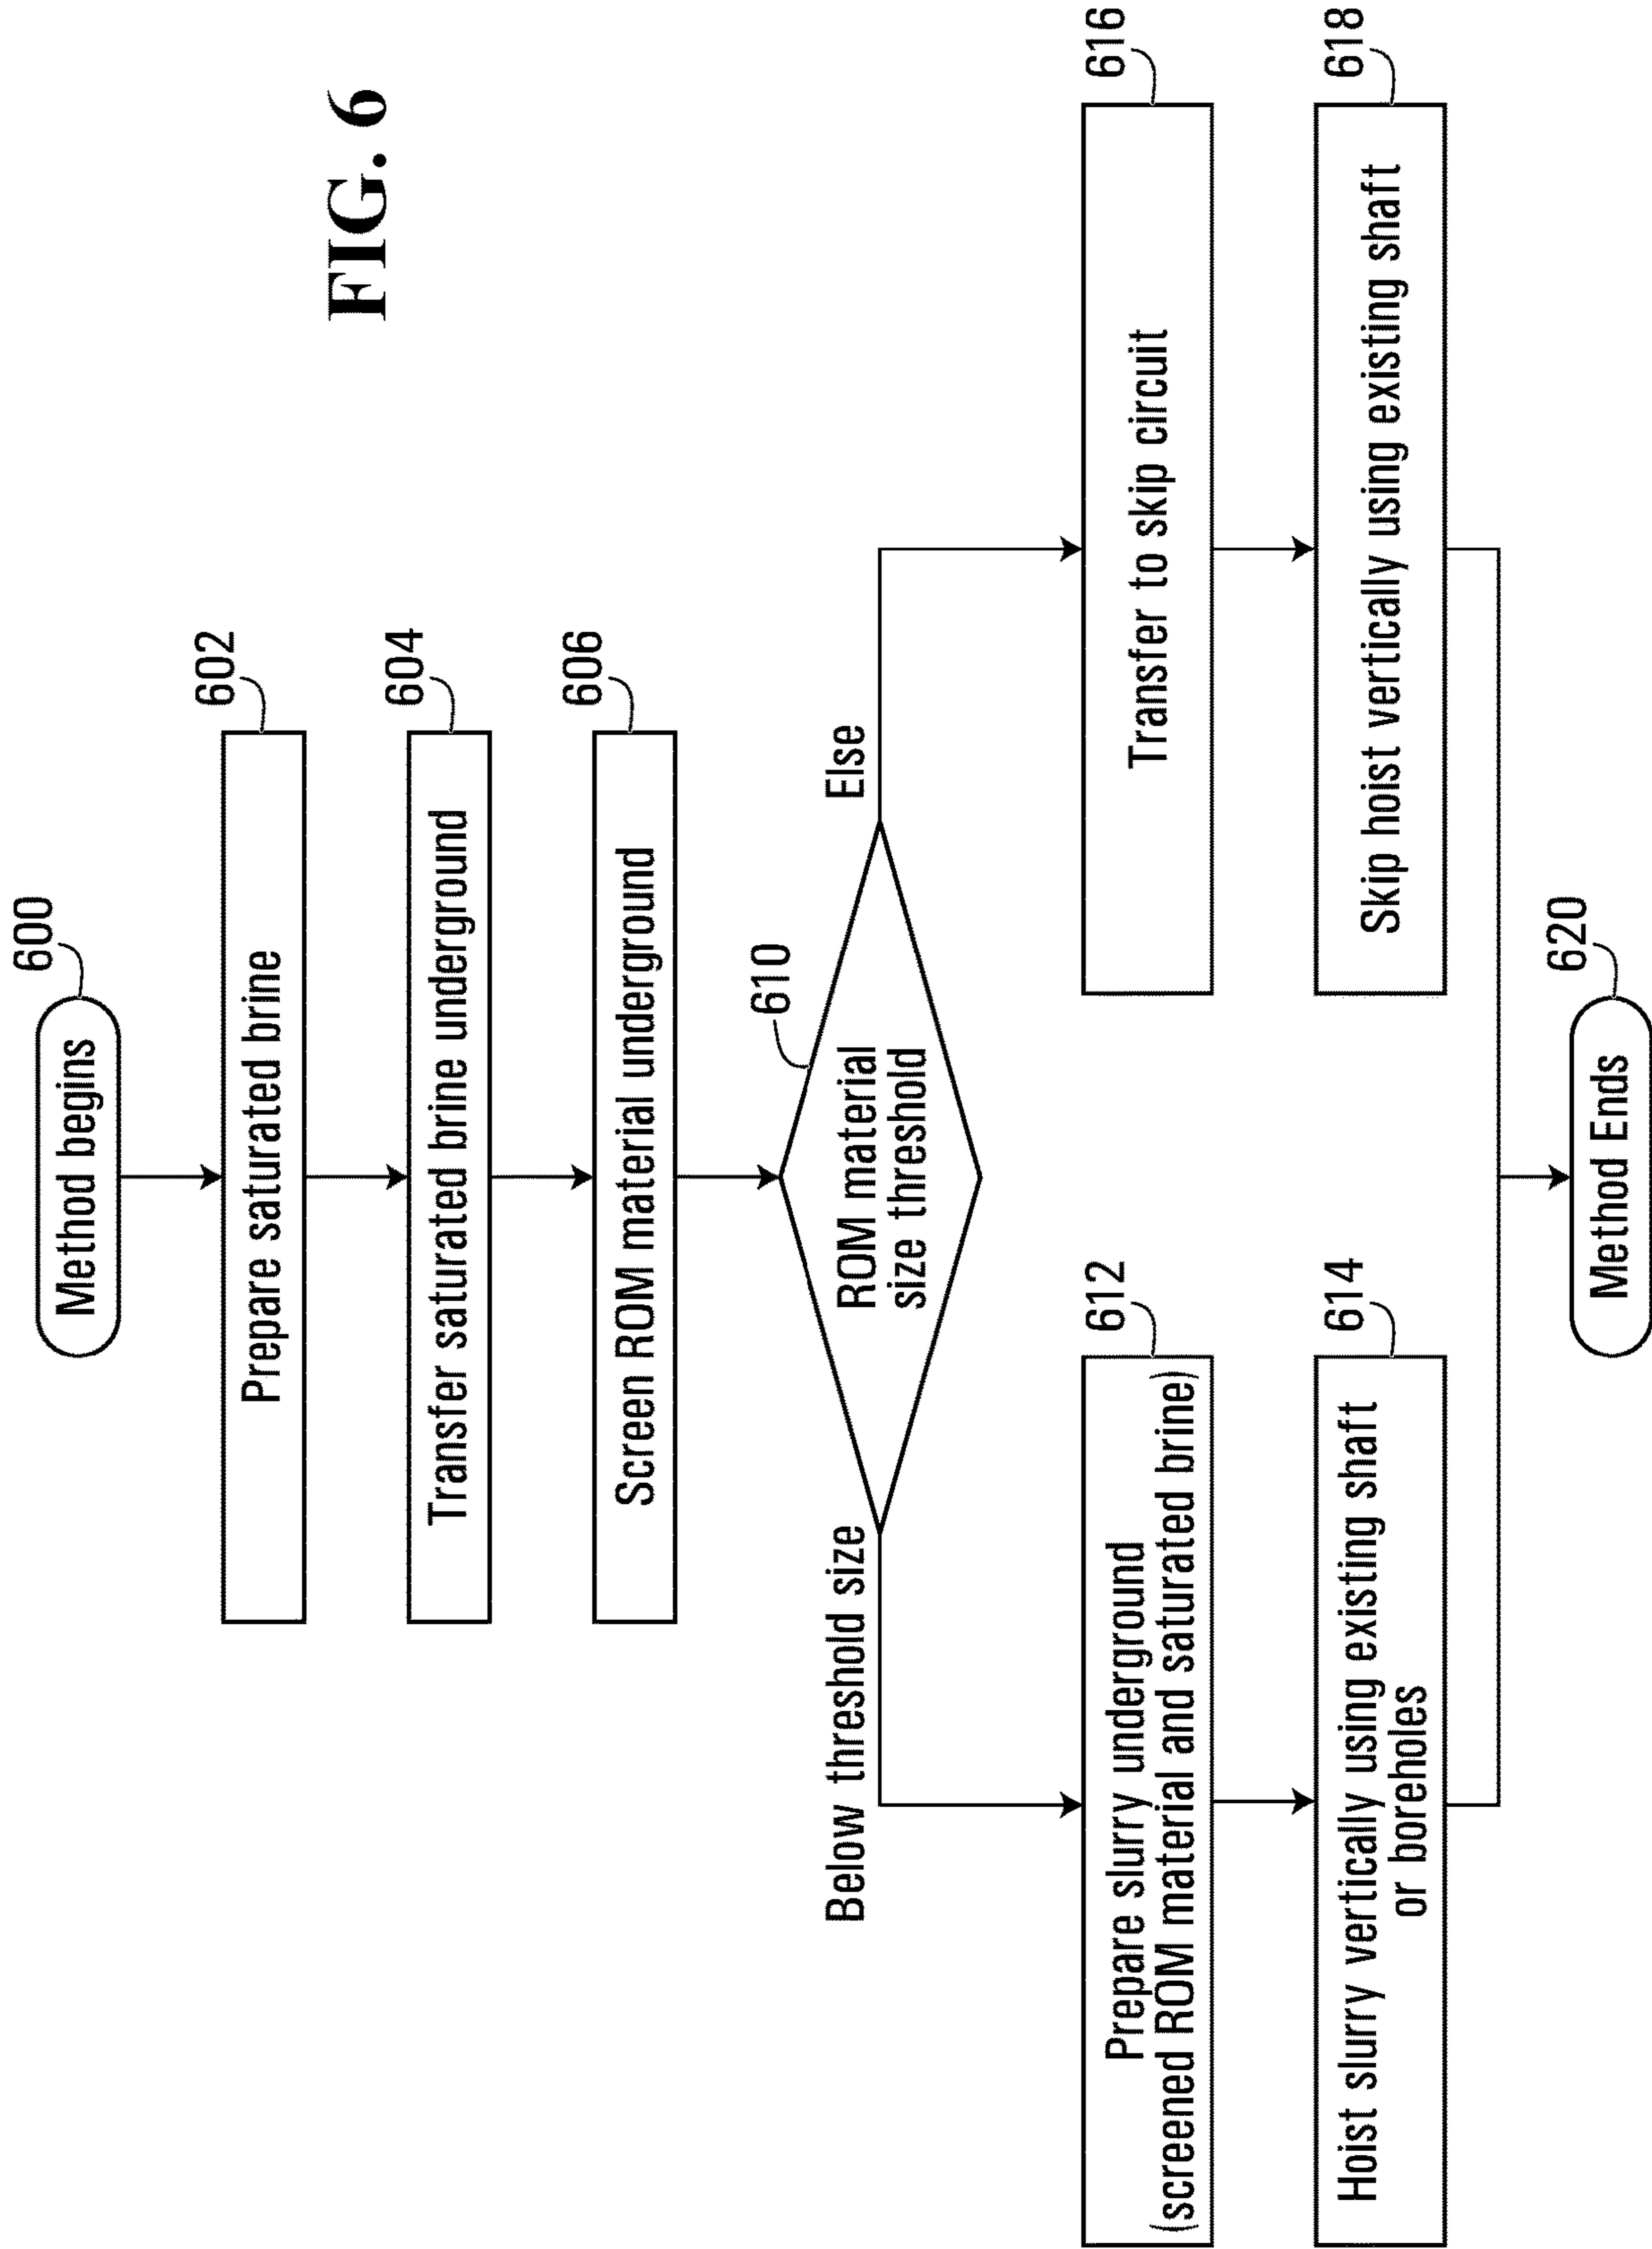 Method begins
600
Prepare saturated brine
602
Transfer saturated brine underground
604
Screen ROM material underground
606
610
ROM material
size threshold
Below threshold size
Else
Prepare slurry underground
(screened ROM material and saturated brine)
612
Hoist slurry vertically using existing shaft
or boreholes
614
Transfer to skip circuit
616
Skip hoist vertically using existing shaft
618
Method Ends
620
FIG. 6